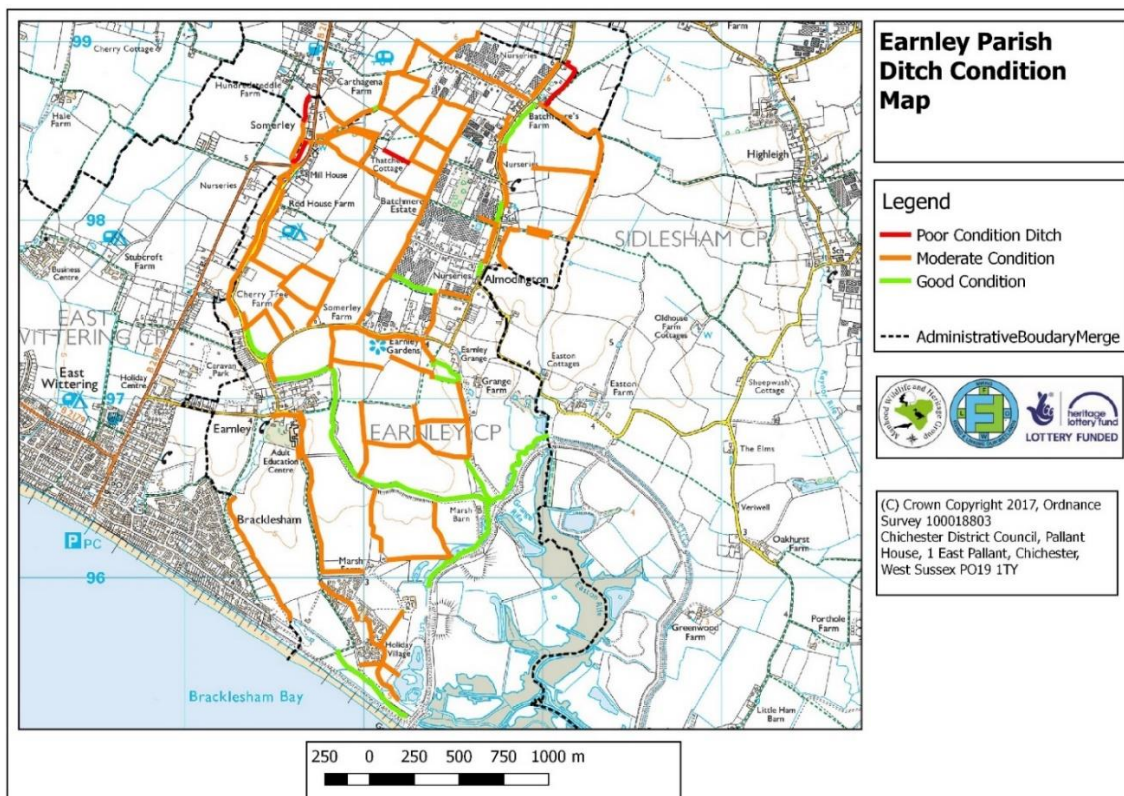 Earnley Parish
Ditch Condition
Map
Legend
Poor Condition Ditch
Moderate Condition
Good Condition
AdministrativeBoudaryMerge
heritage
lottery fund
LOTTERY FUNDED
(C) Crown Copyright 2017, Ordnance
Survey 100018803
Chichester District Council, Pallant
House, 1 East Pallant, Chichester,
West Sussex PO19 1TY
99
Cherry Cottage
Hundredsteddle
Farm
Carthagena
Farm
Nurseries
Farm
Hale
Farm
Somerley
Batchmere's
Farm
Highleigh
Thatched
Cottage
Nurseries
Mill House
Nurseries
Red House Farm
Batchmere
Estate
98
SIDLESHAM CP
Stubcroft
Farm
Business
Centre
Nurseries
Almodington
Cherry Tree
Farm
Somerley
Farm
Oldhouse Farm
Cottages
EAST
WITTERING CP
Earnley
Gardens
Earnley
Grange
Easton
Cottages
East
Wittering
Holiday
Centre
Caravan
Park
Grange Farm
Easton
Farm
Sheepwash
Cottage
97
Earnley
EARNLEY CP
Adult
Education
Centre
The Elms
Bracklesham
Marsh
Barn
Veriwell
P PC
Oakhurst
Farm
96
Marsh
Greenwood
Farm
Porthole
Farm
Holiday
Village
Bracklesham Bay
Little Ham
Barn
250 0 250 500 750 1000 m